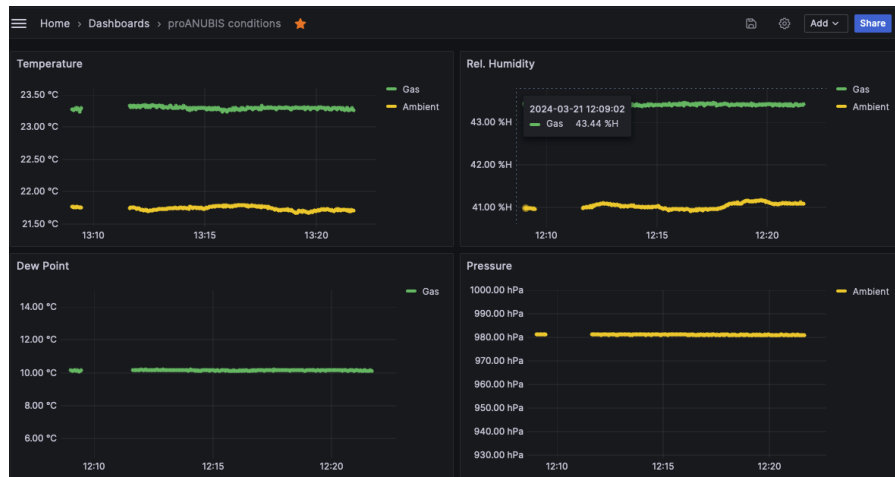 Home › Dashboards › proANUBIS conditions
Add
Share
Temperature
23.50 °C
23.00 °C
22.50 °C
22.00 °C
21.50 °C
13:10 13:15 13:20
Gas
Ambient
Rel. Humidity
43.00 %H
42.00 %H
41.00 %H
12:10 12:15 12:20
2024-03-21 12:09:02
Gas 43.44 %H
Gas
Ambient
Dew Point
14.00 °C
12.00 °C
10.00 °C
8.00 °C
6.00 °C
12:10 12:15 12:20
Gas
Pressure
1000.00 hPa
990.00 hPa
980.00 hPa
970.00 hPa
960.00 hPa
950.00 hPa
940.00 hPa
930.00 hPa
12:10 12:15 12:20
Ambient